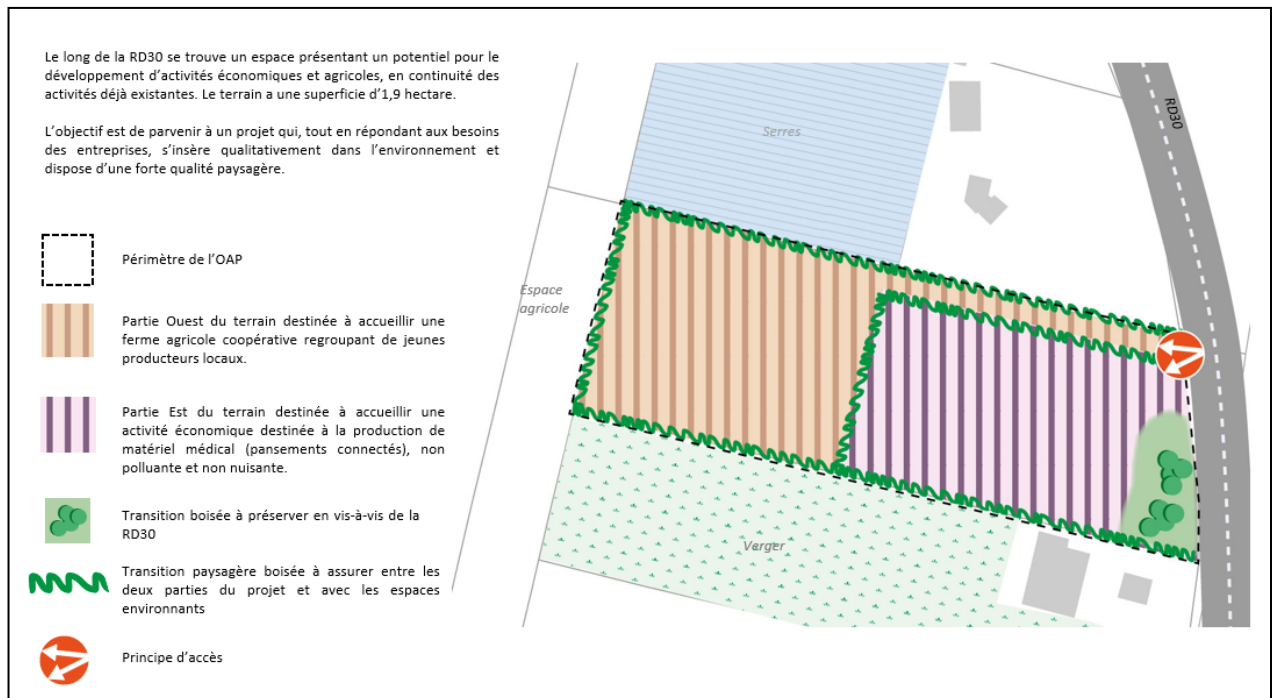 Le long de la RD30 se trouve un espace présentant un potentiel pour le
développement d’activités économiques et agricoles, en continuité des
activités déjà existantes. Le terrain a une superficie d’1,9 hectare.
L’objectif est de parvenir à un projet qui, tout en répondant aux besoins
des entreprises, s’insère qualitativement dans l’environnement et
dispose d’une forte qualité paysagère.
Périmètre de l’OAP
Partie Ouest du terrain destinée à accueillir une
ferme agricole coopérative regroupant de jeunes
producteurs locaux.
Partie Est du terrain destinée à accueillir une
activité économique destinée à la production de
matériel médical (pansements connectés), non
polluante et non nuisante.
Transition boisée à préserver en vis-à-vis de la
RD30
Transition paysagère boisée à assurer entre les
deux parties du projet et avec les espaces
environnants
Principe d’accès
Serres
RD30
Espace
agricole
Verger